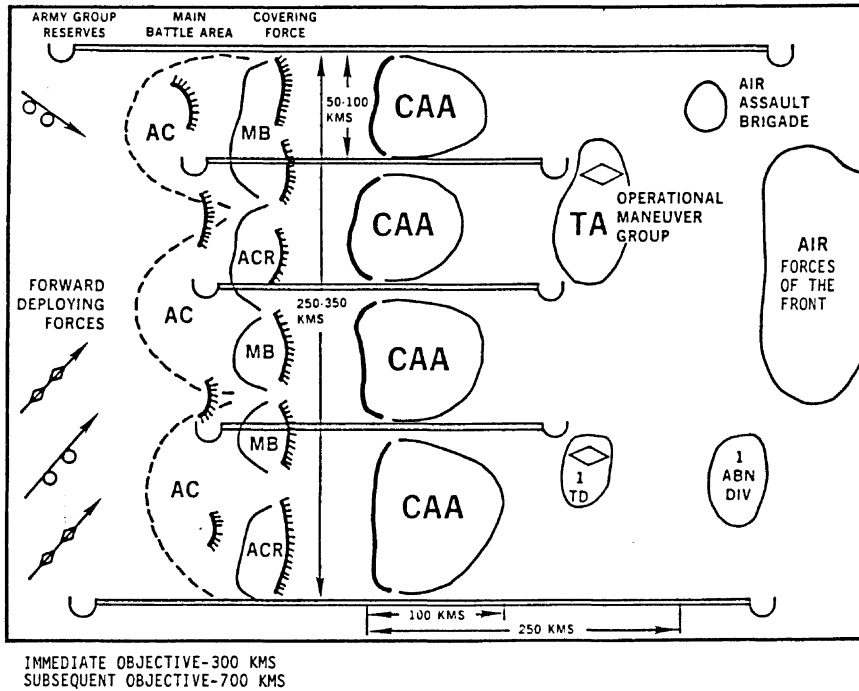 ARMY GROUP
RESERVES
MAIN
BATTLE AREA
COVERING
FORCE
50-100
KMS
CAA
AIR
ASSAULT
BRIGADE
AC
MB
CAA
OPERATIONAL
MANEUVER
GROUP
TA
ACR
AIR
FORCES
OF THE
FRONT
FORWARD
DEPLOYING
FORCES
AC
250-350
KMS
MB
CAA
MB
AC
CAA
1
TD
1
ABN
DIV
ACR
100 KMS
250 KMS
IMMEDIATE OBJECTIVE-300 KMS
SUBSEQUENT OBJECTIVE-700 KMS